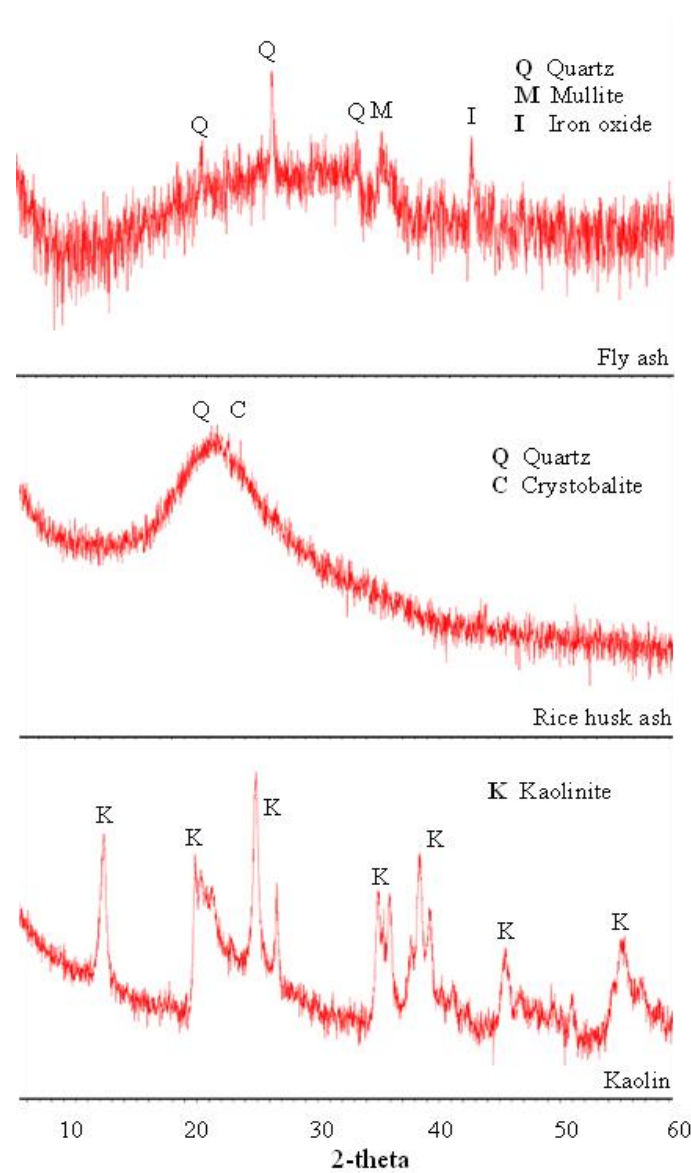 Q
Q
Q M
I
Q Quartz
M Mullite
I Iron oxide
Fly ash
Q C
Q Quartz
C Crystobalite
Rice husk ash
K
K
K
K
K
K
K
K Kaolinite
Kaolin
10 20 30 40 50 60
2-theta